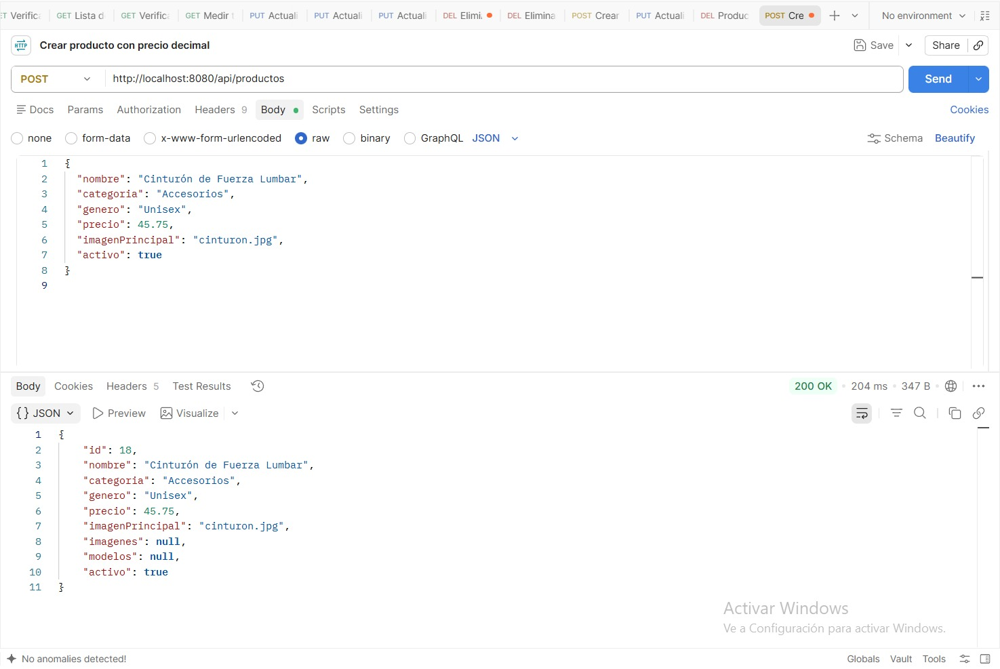 ET Verifica GET Lista d GET Verifica GET Medir t PUT Actuali PUT Actuali PUT Actuali DEL Elimi. DEL Elimina POST Crear PUT Actuali DEL Produc POST Cre No environment
HTTP Crear producto con precio decimal Save Share
POST http://localhost:8080/api/productos Send
Docs Params Authorization Headers 9 Body Scripts Settings Cookies
none form-data x-www-form-urlencoded raw binary GraphQL JSON Schema Beautify
1 {
2 "nombre": "Cinturón de Fuerza Lumbar",
3 "categoria": "Accesorios",
4 "genero": "Unisex",
5 "precio": 45.75,
6 "imagenPrincipal": "cinturon.jpg",
7 "activo": true
8 }
9
Body Cookies Headers 5 Test Results 200 OK 204 ms 347 B
{} JSON Preview Visualize
1 {
2 "id": 18,
3 "nombre": "Cinturón de Fuerza Lumbar",
4 "categoria": "Accesorios",
5 "genero": "Unisex",
6 "precio": 45.75,
7 "imagenPrincipal": "cinturon.jpg",
8 "imagenes": null,
9 "modelos": null,
10 "activo": true
11 }
Activar Windows
Ve a Configuración para activar Windows.
No anomalies detected! Globals Vault Tools